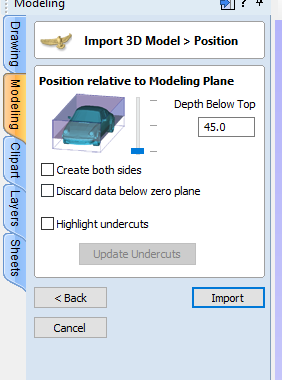 Modeling
Drawing
Modeling
Clipart
Layers
Sheets
Import 3D Model > Position
Position relative to Modeling Plane
Depth Below Top
45.0
Create both sides
Discard data below zero plane
Highlight undercuts
Update Undercuts
< Back
Import
Cancel